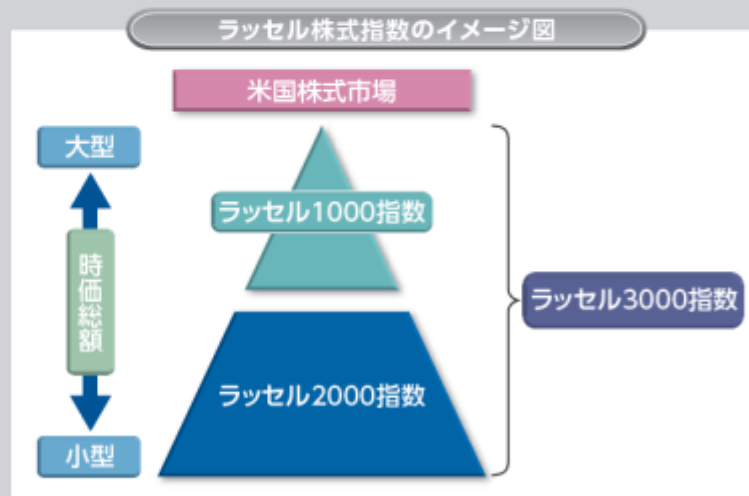 ラッセル株式指数のイメージ図
米国株式市場
大型
ラッセル1000指数
時価総額
ラッセル3000指数
ラッセル2000指数
小型